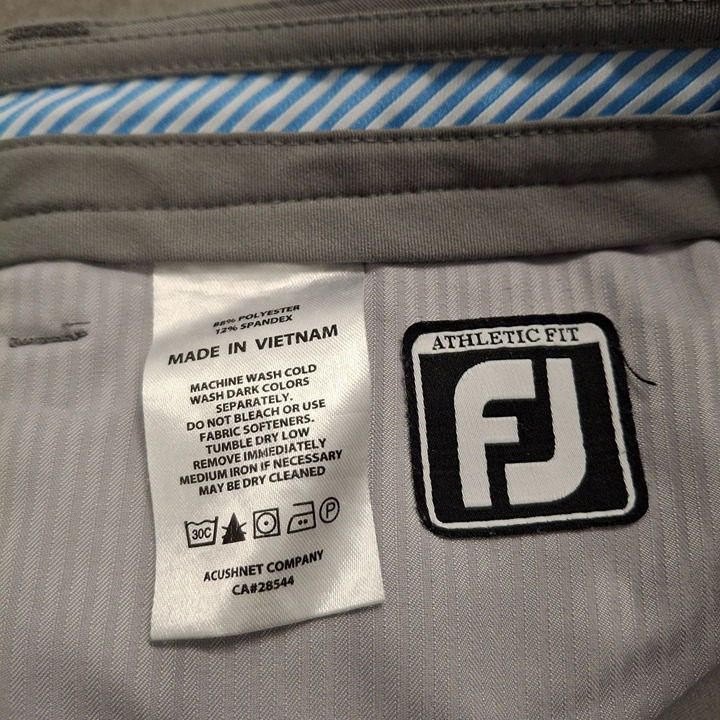 88% POLYESTER
12% SPANDEX
MADE IN VIETNAM
MACHINE WASH COLD
WASH DARK COLORS
SEPARATELY.
DO NOT BLEACH OR USE
FABRIC SOFTENERS.
TUMBLE DRY LOW
REMOVE IMMEDIATELY
MEDIUM IRON IF NECESSARY
MAY BE DRY CLEANED
30C P
ACUSHNET COMPANY
CA#28544
ATHLETIC FIT
FJ